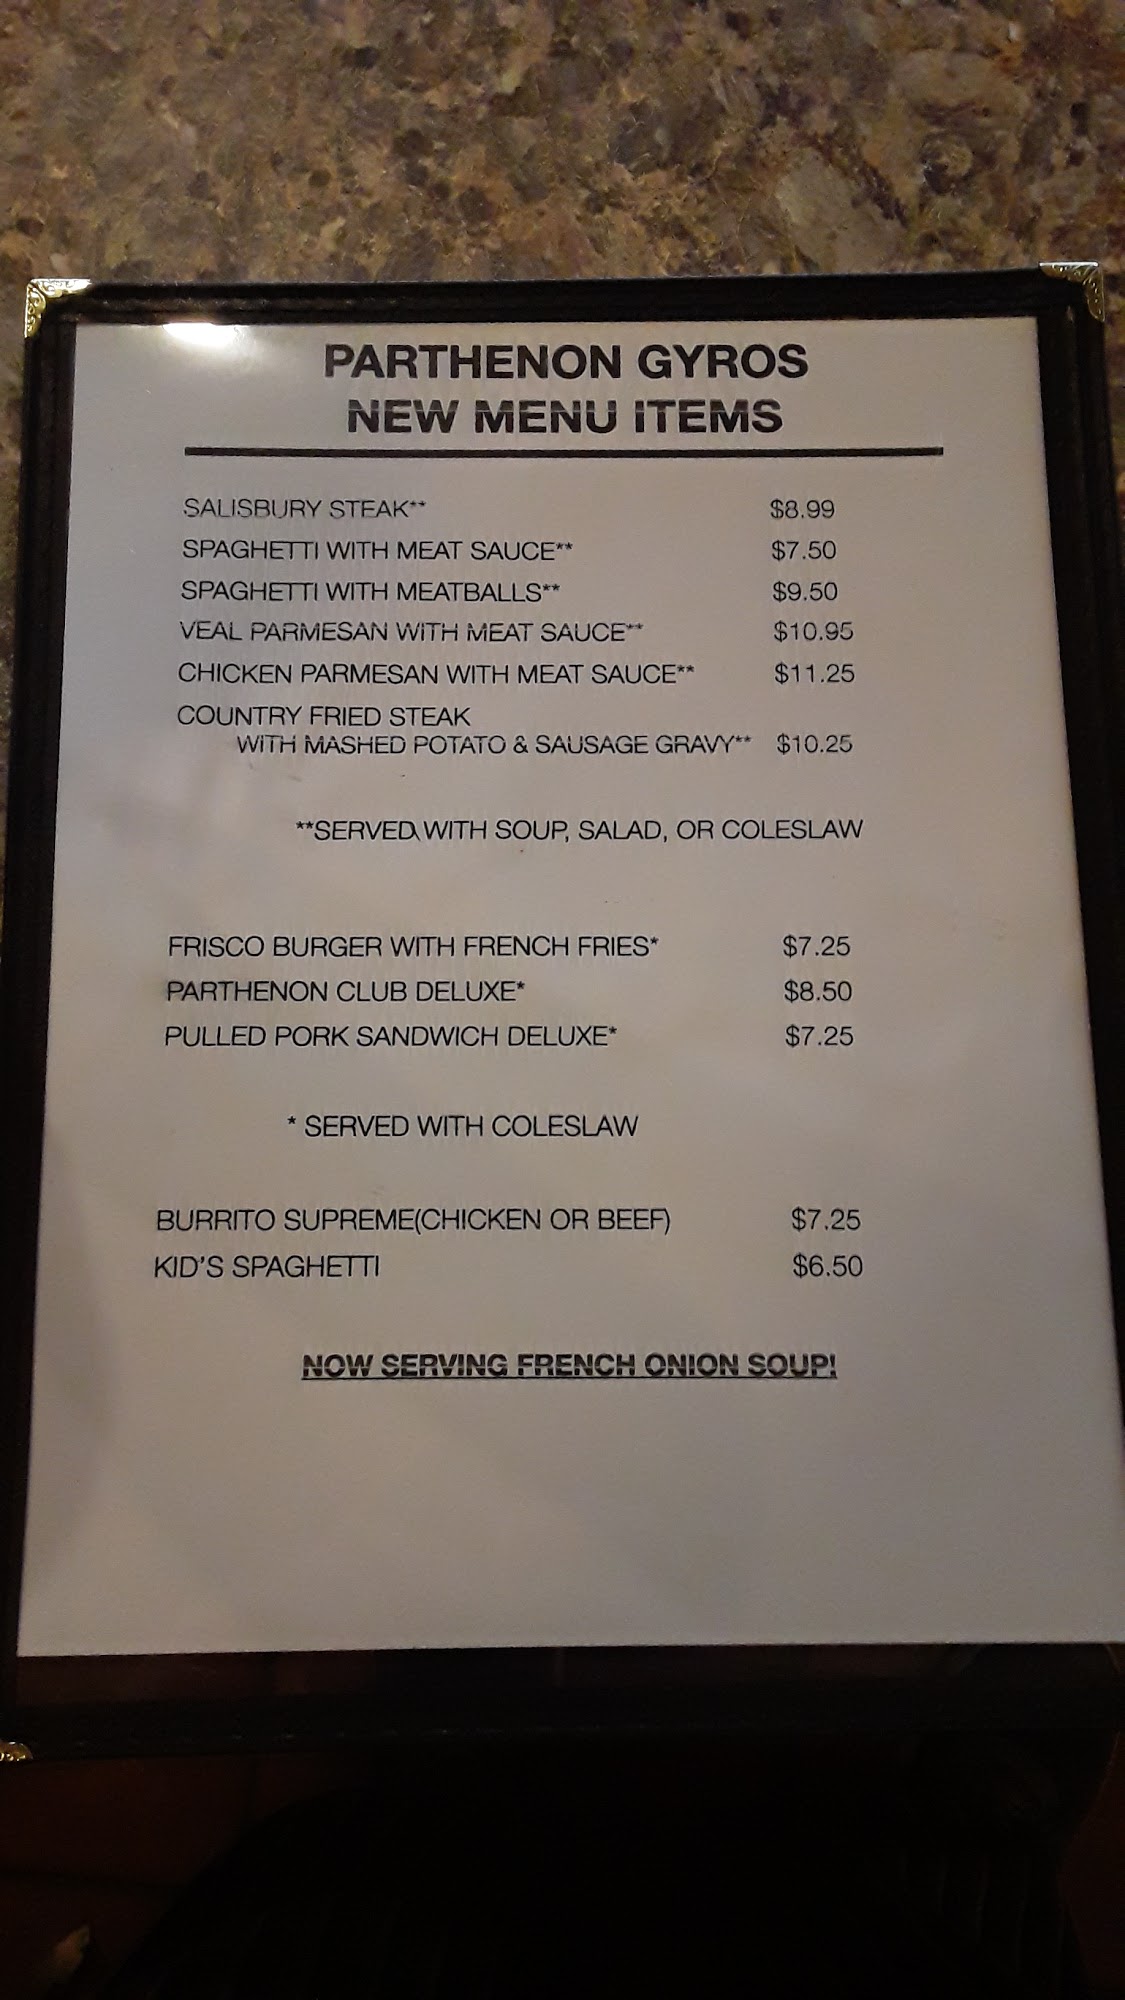 PARTHENON GYROS
NEW MENU ITEMS
SALISBURY STEAK** $8.99
SPAGHETTI WITH MEAT SAUCE** $7.50
SPAGHETTI WITH MEATBALLS** $9.50
VEAL PARMESAN WITH MEAT SAUCE** $10.95
CHICKEN PARMESAN WITH MEAT SAUCE** $11.25
COUNTRY FRIED STEAK
WITH MASHED POTATO & SAUSAGE GRAVY** $10.25
**SERVED WITH SOUP, SALAD, OR COLESLAW
FRISCO BURGER WITH FRENCH FRIES* $7.25
PARTHENON CLUB DELUXE* $8.50
PULLED PORK SANDWICH DELUXE* $7.25
* SERVED WITH COLESLAW
BURRITO SUPREME(CHICKEN OR BEEF) $7.25
KID'S SPAGHETTI $6.50
NOW SERVING FRENCH ONION SOUP!